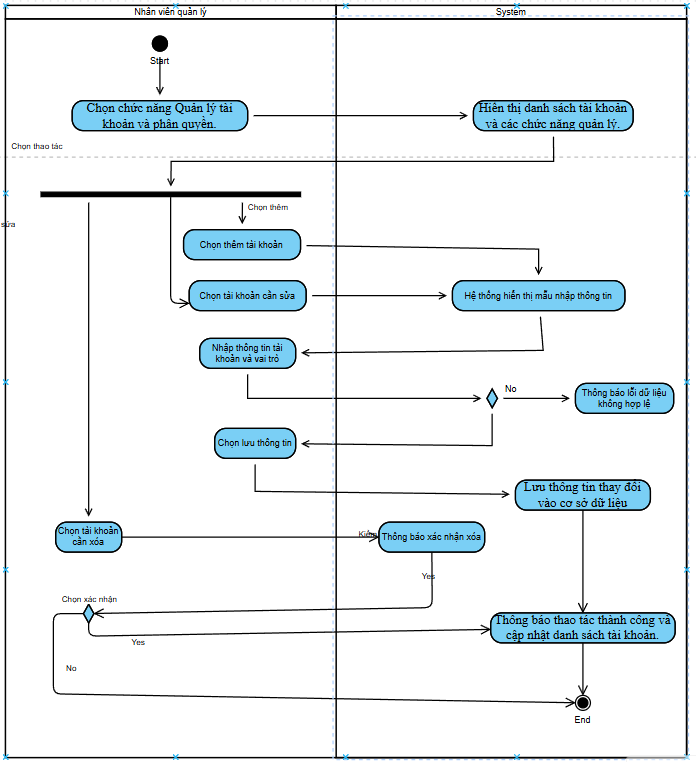 Nhân viên quản lý
System
Start
Chọn chức năng Quản lý tài
khoản và phân quyền.
Hiển thị danh sách tài khoản
và các chức năng quản lý.
Chọn thao tác
Chọn thêm
sửa
Chọn thêm tài khoản
Chọn tài khoản cần sửa
Hệ thống hiển thị mẫu nhập thông tin
Nhập thông tin tài
khoản và vai trò
No
Thông báo lỗi dữ liệu
không hợp lệ
Chọn lưu thông tin
Lưu thông tin thay đổi
vào cơ sở dữ liệu
Chọn tài khoản
cần xóa
Thông báo xác nhận xóa
Yes
Chọn xác nhận
Thông báo thao tác thành công và
cập nhật danh sách tài khoản.
Yes
No
End